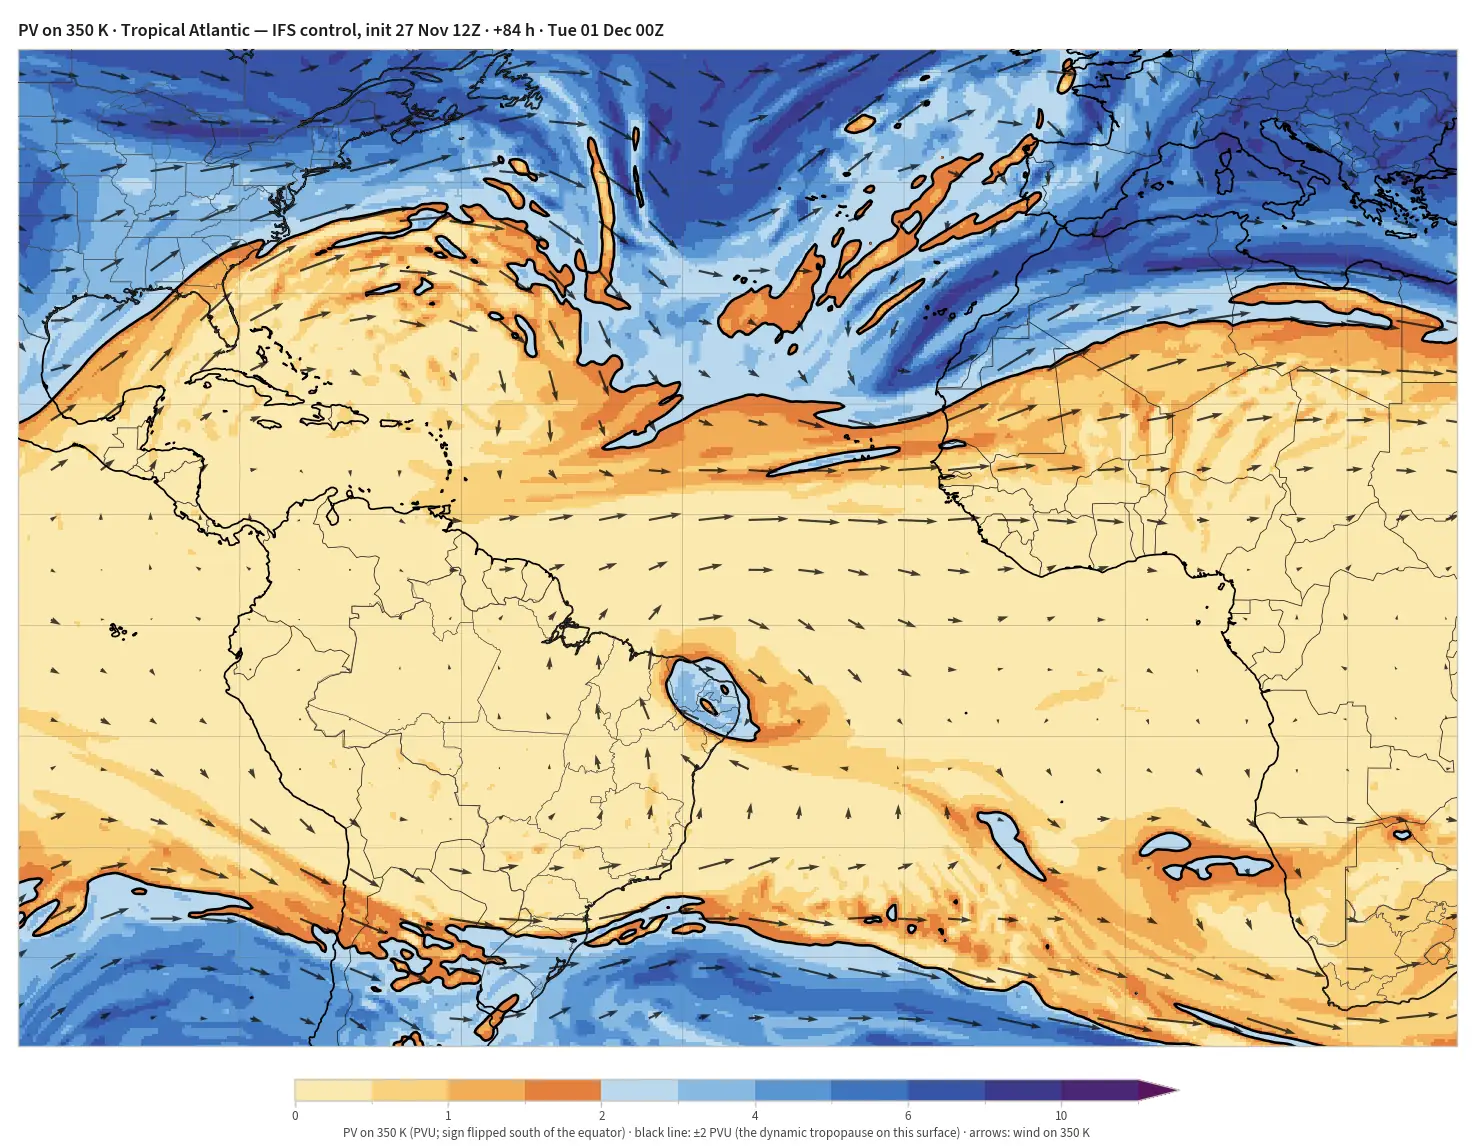 PV on 350 K · Tropical Atlantic — IFS control, init 27 Nov 12Z · +84 h · Tue 01 Dec 00Z
0 1 2 4 6 10
PV on 350 K (PVU; sign flipped south of the equator) · black line: ±2 PVU (the dynamic tropopause on this surface) · arrows: wind on 350 K